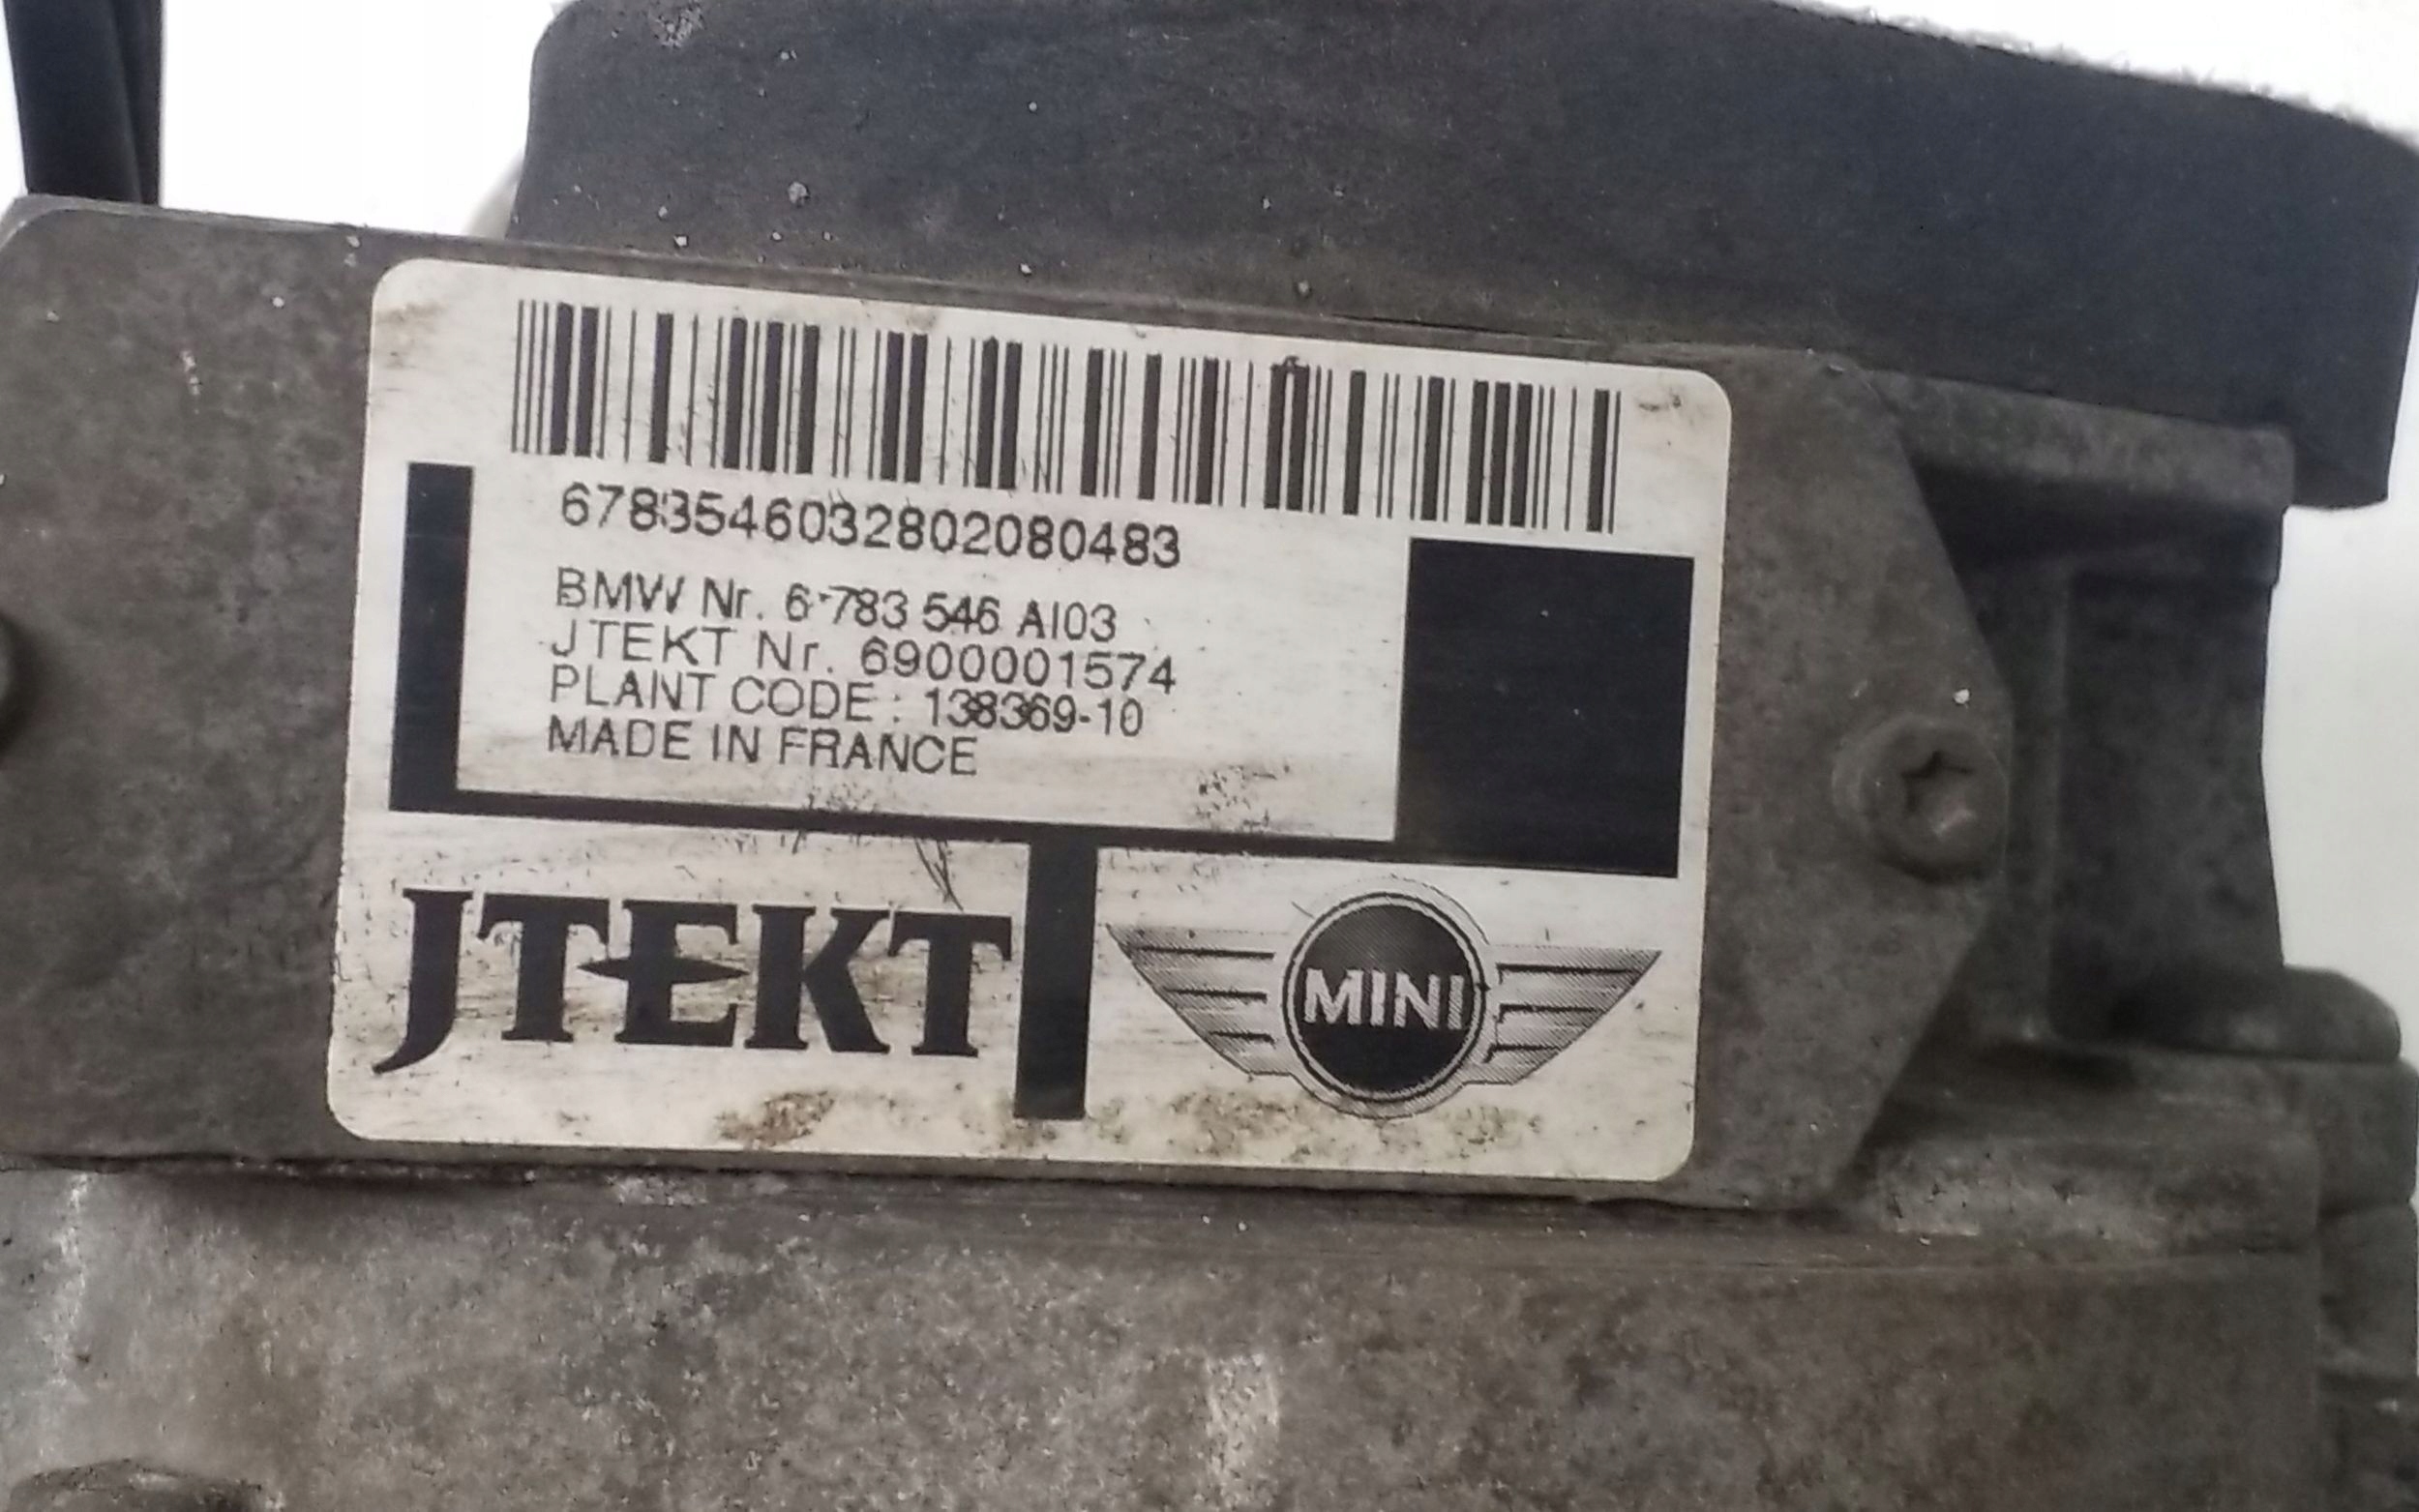 6783546032802080483
BMW Nr. 6 783 546 AI03
JTEKT Nr. 6900001574
PLANT CODE : 138369-10
MADE IN FRANCE
JTEKT
MINI